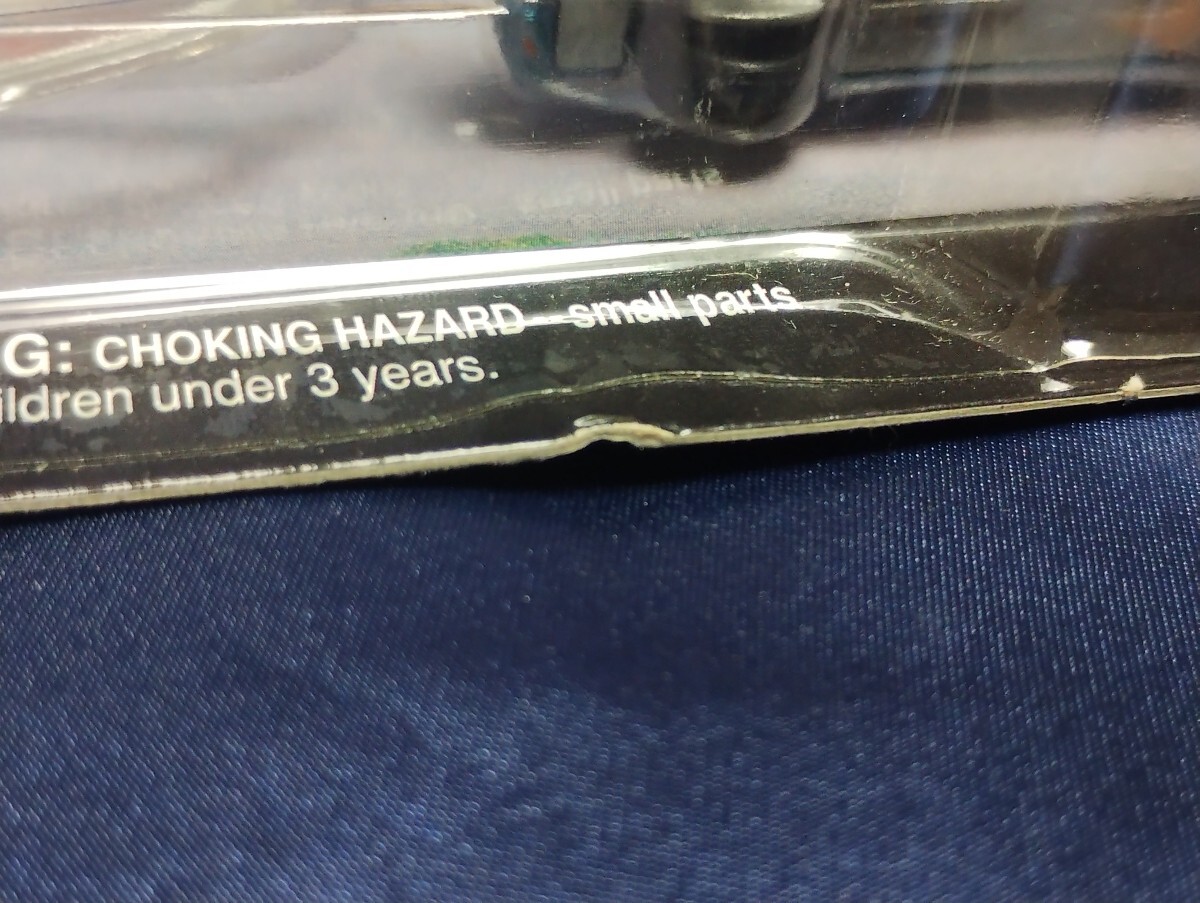 G: CHOKING HAZARD--small parts
ildren under 3 years.